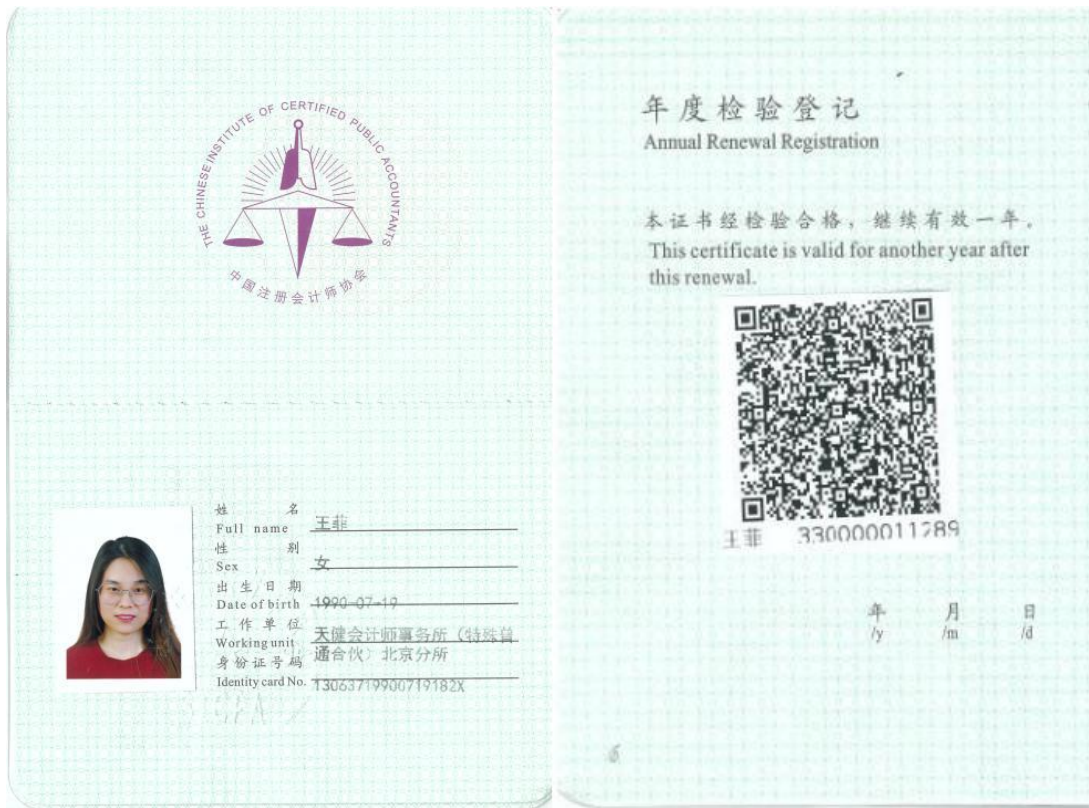 THE CHINESE INSTITUTE OF CERTIFIED PUBLIC ACCOUNTANTS
中国注册会计师协会
姓 名
Full name 王菲
性 别
Sex 女
出生日期
Date of birth 1990-07-19
工作单位
Working unit 天健会计师事务所(特殊普
通合伙)北京分所
身份证号码
Identity card No. 13063719900719182X
年度检验登记
Annual Renewal Registration
本证书经检验合格,继续有效一年。
This certificate is valid for another year after
this renewal.
王菲 330000011289
年 月 日
/y /m /d
6